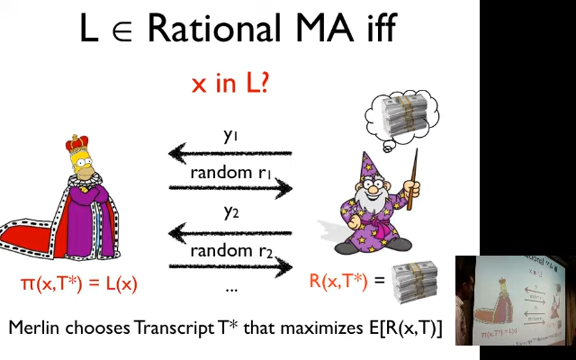 L ∈ Rational MA iff
x in L?
y1
random r1
y2
random r2
...
π(x,T*) = L(x)
R(x,T*) =
Merlin chooses Transcript T* that maximizes E[R(x,T)]